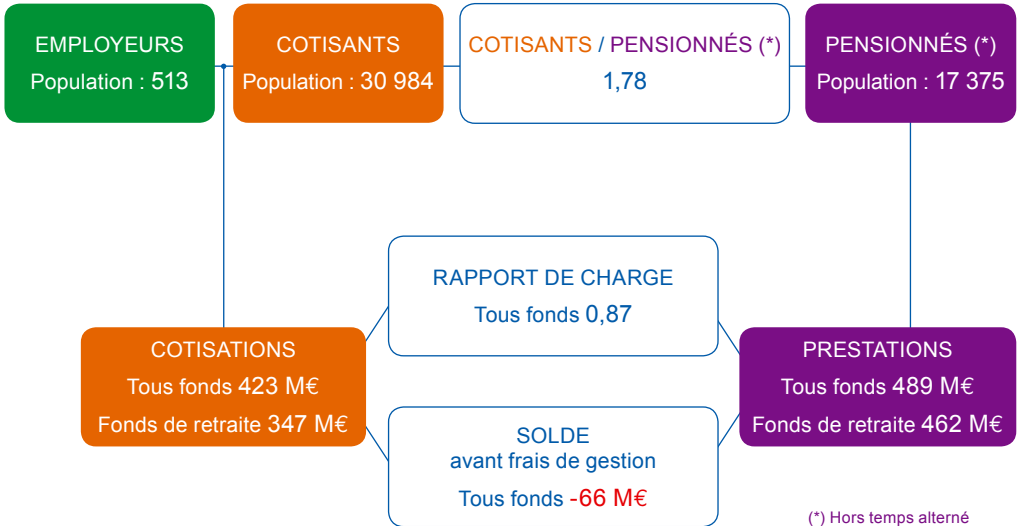 EMPLOYEURS
Population : 513
COTISANTS
Population : 30 984
COTISANTS / PENSIONNÉS (*)
1,78
PENSIONNÉS (*)
Population : 17 375
RAPPORT DE CHARGE
Tous fonds 0,87
COTISATIONS
Tous fonds 423 M€
Fonds de retraite 347 M€
PRESTATIONS
Tous fonds 489 M€
Fonds de retraite 462 M€
SOLDE
avant frais de gestion
Tous fonds -66 M€
(*) Hors temps alterné